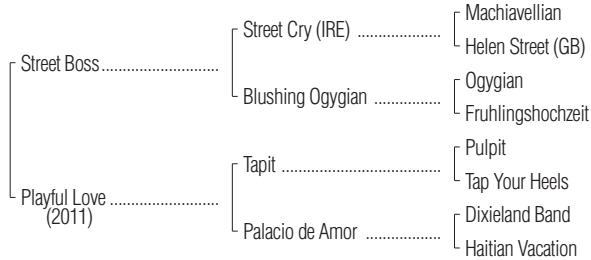 Machiavellian
Street Cry (IRE) ..................
Helen Street (GB)
Street Boss..........................
Ogygian
Blushing Ogygian .................
Fruhlingshochzeit
Pulpit
Tapit ......................................
Tap Your Heels
Playful Love ........................
(2011)
Dixieland Band
Palacio de Amor ..................
Haitian Vacation